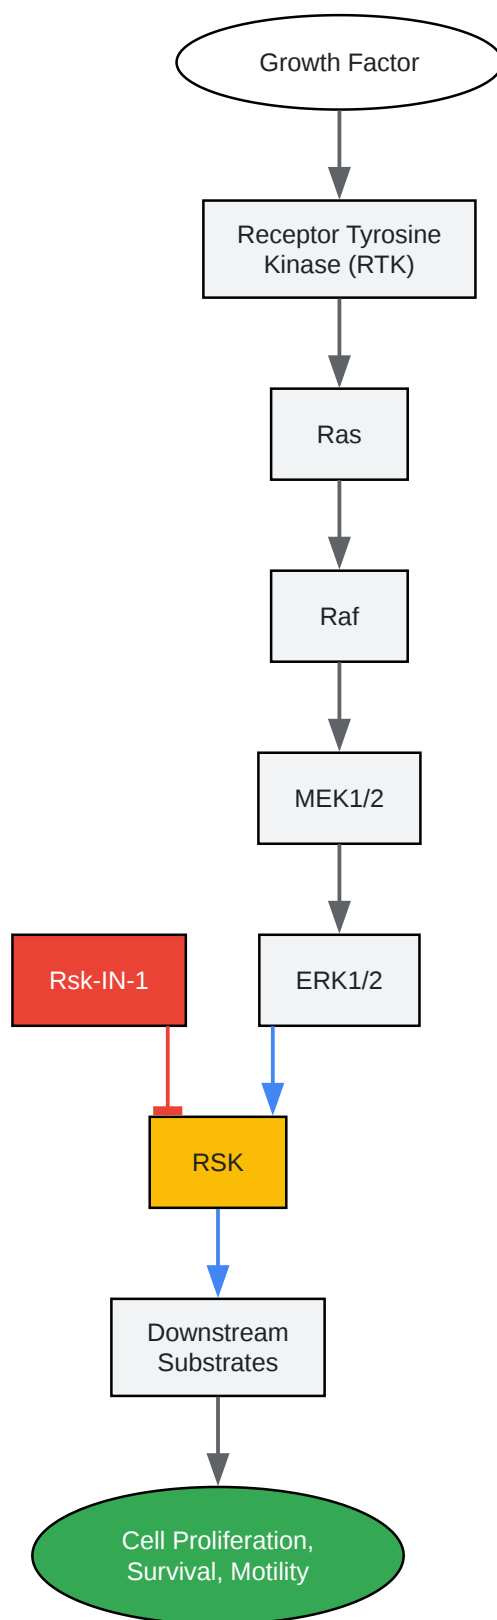 Growth Factor
Receptor Tyrosine
Kinase (RTK)
Ras
Raf
MEK1/2
Rsk-IN-1
ERK1/2
RSK
Downstream
Substrates
Cell Proliferation,
Survival, Motility